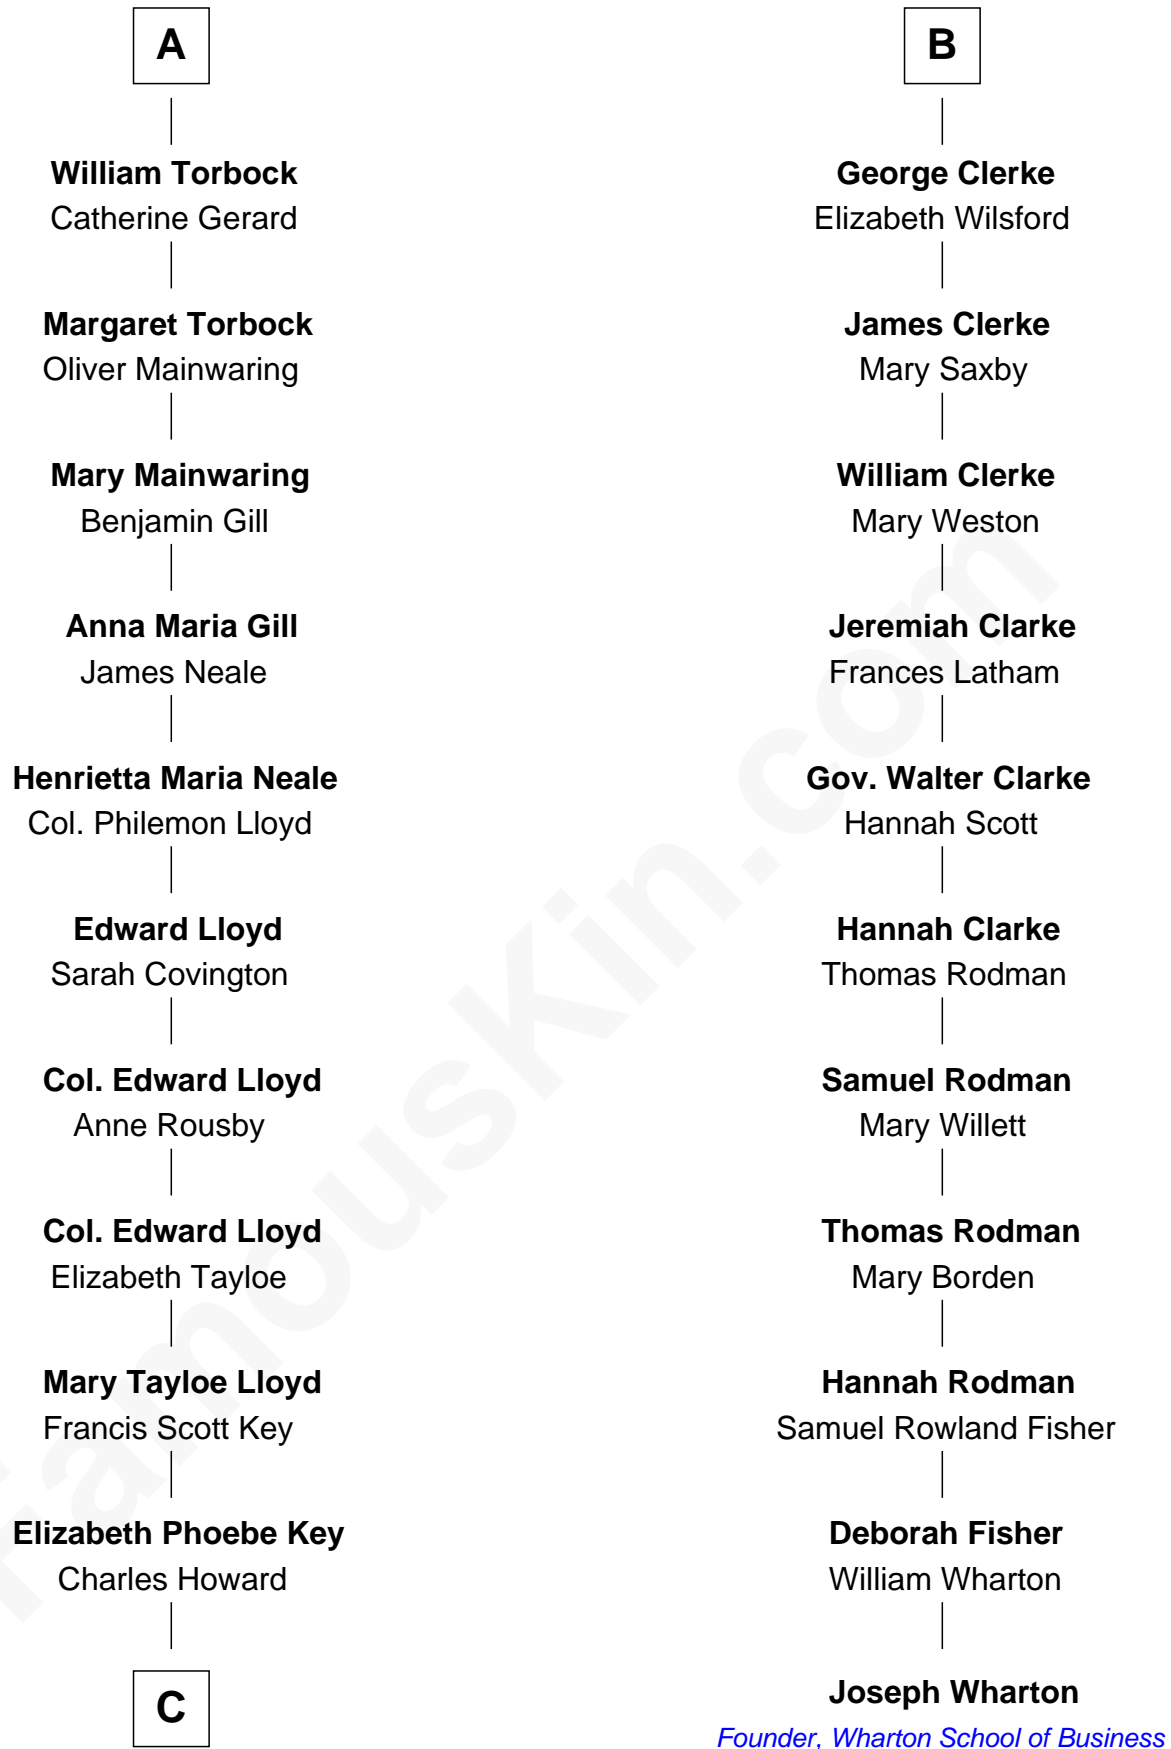 A
William Torbock
Catherine Gerard
Margaret Torbock
Oliver Mainwaring
Mary Mainwaring
Benjamin Gill
Anna Maria Gill
James Neale
Henrietta Maria Neale
Col. Philemon Lloyd
Edward Lloyd
Sarah Covington
Col. Edward Lloyd
Anne Rousby
Col. Edward Lloyd
Elizabeth Tayloe
Mary Tayloe Lloyd
Francis Scott Key
Elizabeth Phoebe Key
Charles Howard
C
B
George Clerke
Elizabeth Wilsford
James Clerke
Mary Saxby
William Clerke
Mary Weston
Jeremiah Clarke
Frances Latham
Gov. Walter Clarke
Hannah Scott
Hannah Clarke
Thomas Rodman
Samuel Rodman
Mary Willett
Thomas Rodman
Mary Borden
Hannah Rodman
Samuel Rowland Fisher
Deborah Fisher
William Wharton
Joseph Wharton
Founder, Wharton School of Business
FamousKin.com